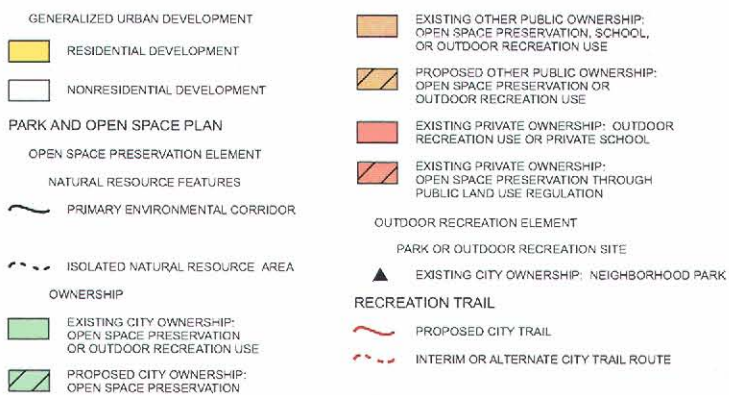 GENERALIZED URBAN DEVELOPMENT
RESIDENTIAL DEVELOPMENT
NONRESIDENTIAL DEVELOPMENT
PARK AND OPEN SPACE PLAN
OPEN SPACE PRESERVATION ELEMENT
NATURAL RESOURCE FEATURES
PRIMARY ENVIRONMENTAL CORRIDOR
ISOLATED NATURAL RESOURCE AREA
OWNERSHIP
EXISTING CITY OWNERSHIP:
OPEN SPACE PRESERVATION
OR OUTDOOR RECREATION USE
PROPOSED CITY OWNERSHIP:
OPEN SPACE PRESERVATION
EXISTING OTHER PUBLIC OWNERSHIP:
OPEN SPACE PRESERVATION, SCHOOL,
OR OUTDOOR RECREATION USE
PROPOSED OTHER PUBLIC OWNERSHIP:
OPEN SPACE PRESERVATION OR
OUTDOOR RECREATION USE
EXISTING PRIVATE OWNERSHIP: OUTDOOR
RECREATION USE OR PRIVATE SCHOOL
EXISTING PRIVATE OWNERSHIP:
OPEN SPACE PRESERVATION THROUGH
PUBLIC LAND USE REGULATION
OUTDOOR RECREATION ELEMENT
PARK OR OUTDOOR RECREATION SITE
EXISTING CITY OWNERSHIP: NEIGHBORHOOD PARK
RECREATION TRAIL
PROPOSED CITY TRAIL
INTERIM OR ALTERNATE CITY TRAIL ROUTE